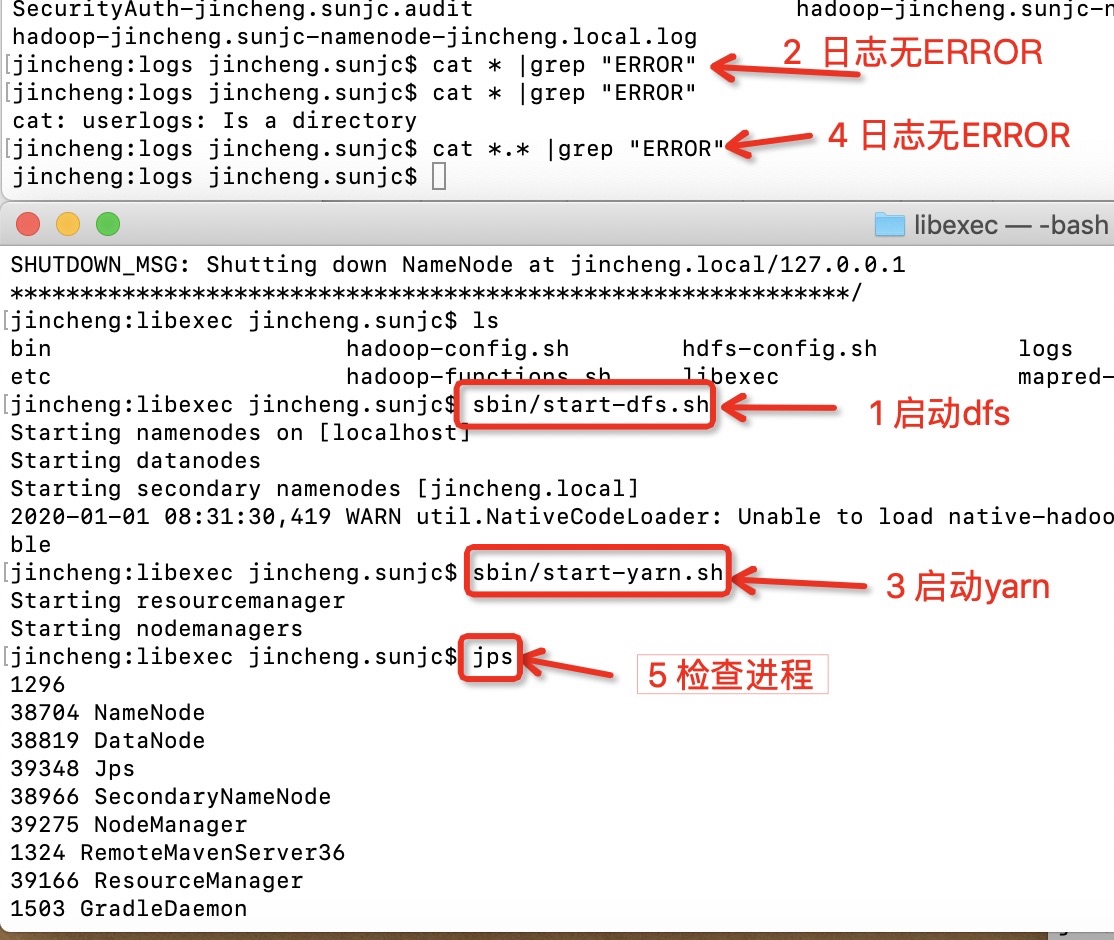 SecurityAuth-jincheng.sunjc.audit hadoop-jincheng.sunjc-n
hadoop-jincheng.sunjc-namenode-jincheng.local.log
[jincheng:logs jincheng.sunjc$ cat * |grep "ERROR" 2 日志无ERROR
[jincheng:logs jincheng.sunjc$ cat * |grep "ERROR"
cat: userlogs: Is a directory
[jincheng:logs jincheng.sunjc$ cat *.* |grep "ERROR" 4 日志无ERROR
jincheng:logs jincheng.sunjc$
libexec — -bash
SHUTDOWN_MSG: Shutting down NameNode at jincheng.local/127.0.0.1
************************************************************/
[jincheng:libexec jincheng.sunjc$ ls
bin hadoop-config.sh hdfs-config.sh logs
etc hadoop-functions.sh libexec mapred-
[jincheng:libexec jincheng.sunjc$ sbin/start-dfs.sh 1 启动dfs
Starting namenodes on [localhost]
Starting datanodes
Starting secondary namenodes [jincheng.local]
2020-01-01 08:31:30,419 WARN util.NativeCodeLoader: Unable to load native-hadoo
ble
[jincheng:libexec jincheng.sunjc$ sbin/start-yarn.sh 3 启动yarn
Starting resourcemanager
Starting nodemanagers
[jincheng:libexec jincheng.sunjc$ jps 5 检查进程
1296
38704 NameNode
38819 DataNode
39348 Jps
38966 SecondaryNameNode
39275 NodeManager
1324 RemoteMavenServer36
39166 ResourceManager
1503 GradleDaemon